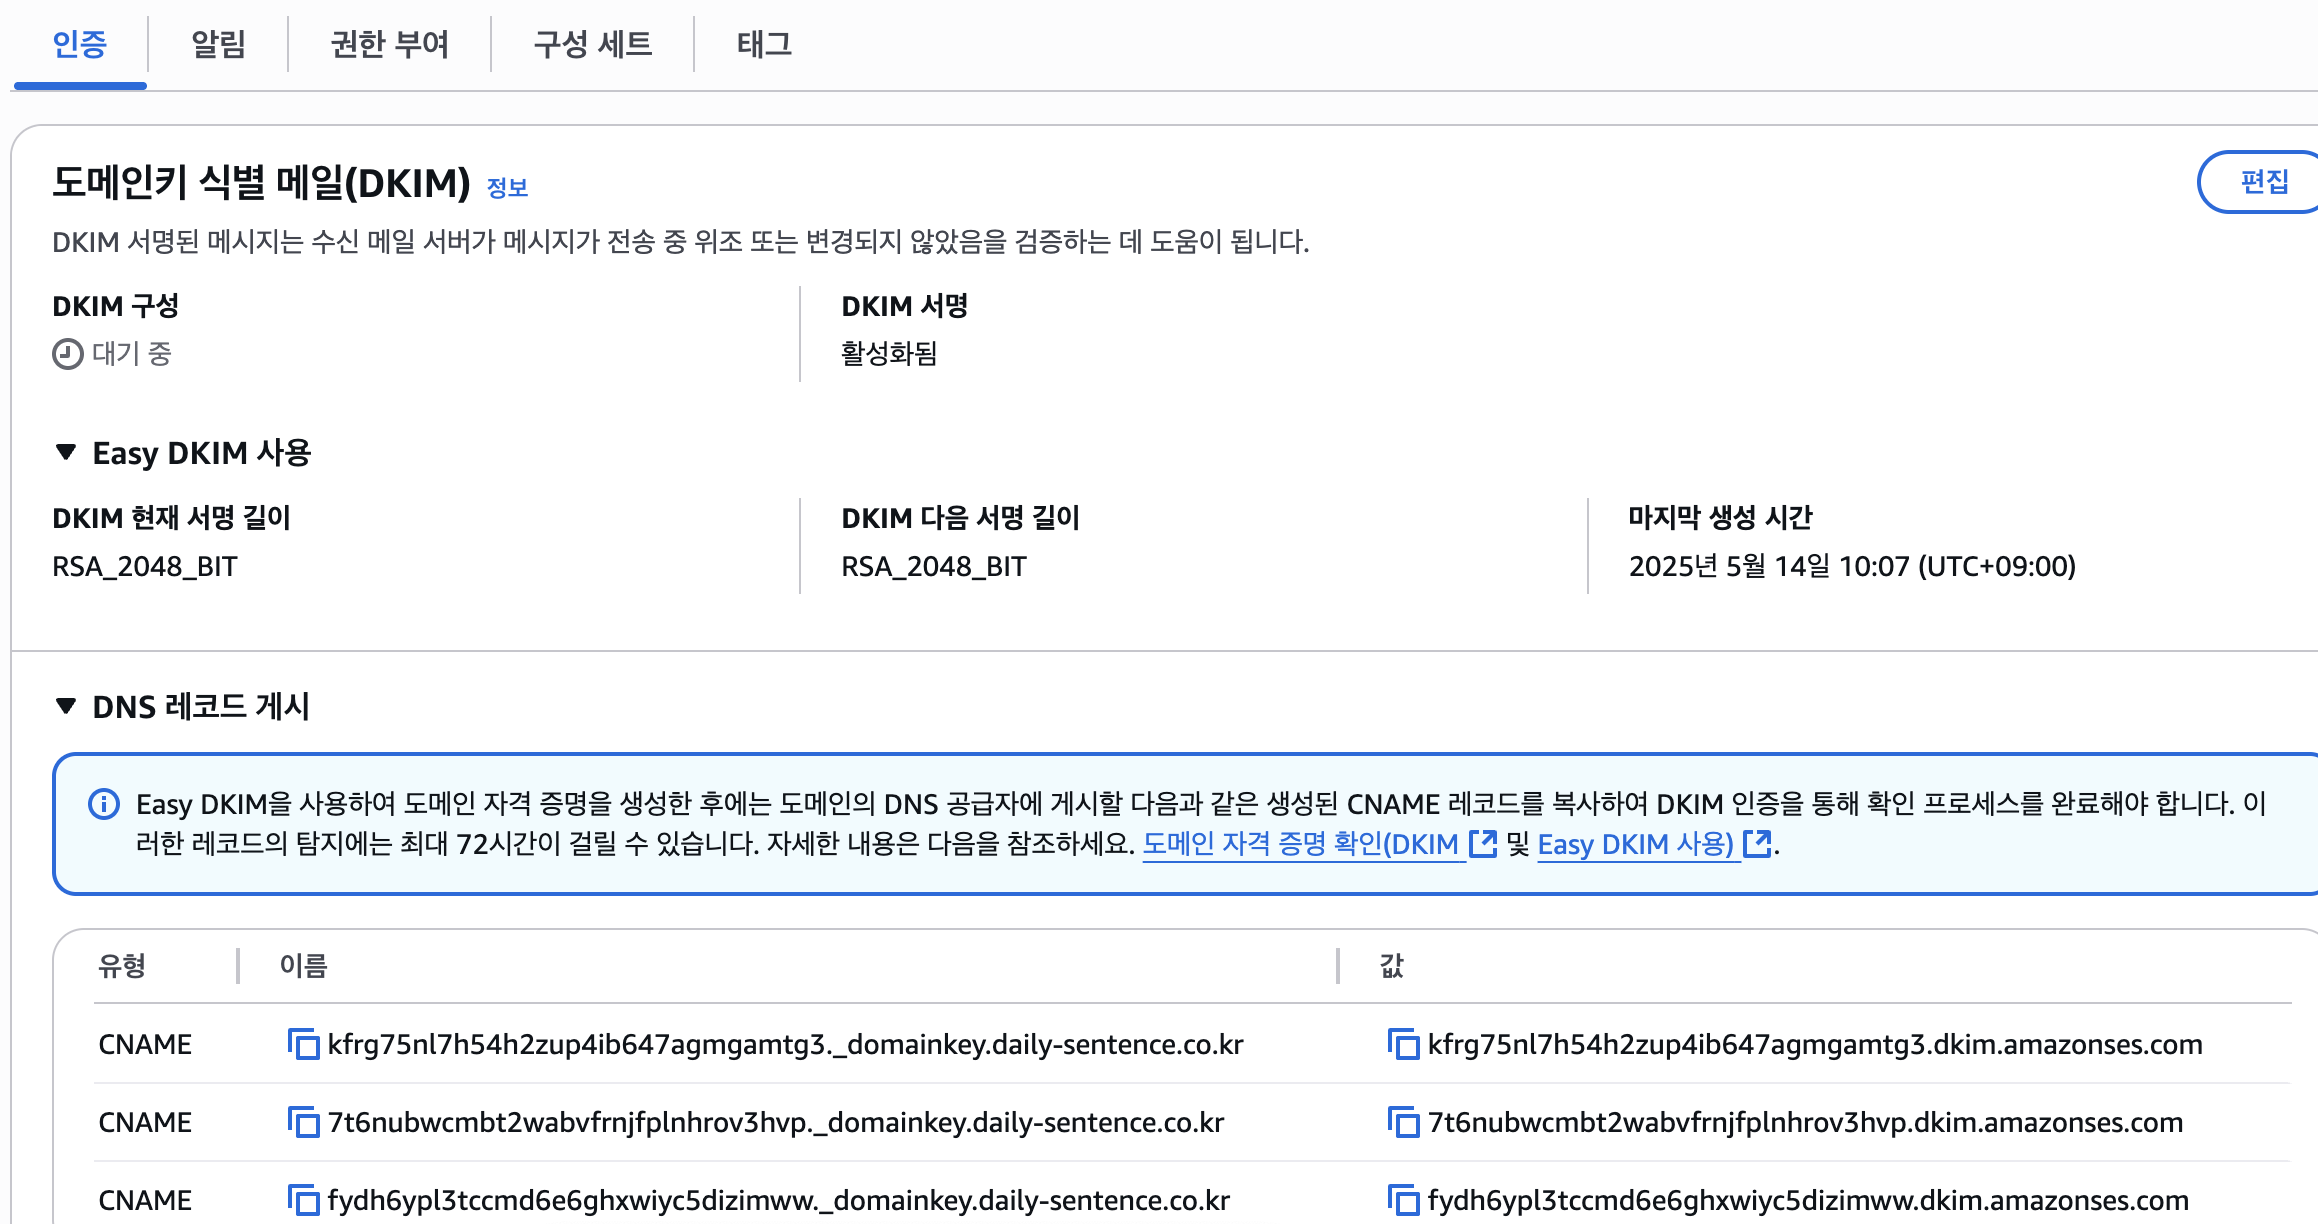 인증 알림 권한 부여 구성 세트 태그
도메인키 식별 메일(DKIM) 정보
편집
DKIM 서명된 메시지는 수신 메일 서버가 메시지가 전송 중 위조 또는 변경되지 않았음을 검증하는 데 도움이 됩니다.
DKIM 구성
대기 중
DKIM 서명
활성화됨
Easy DKIM 사용
DKIM 현재 서명 길이
RSA_2048_BIT
DKIM 다음 서명 길이
RSA_2048_BIT
마지막 생성 시간
2025년 5월 14일 10:07 (UTC+09:00)
DNS 레코드 게시
Easy DKIM을 사용하여 도메인 자격 증명을 생성한 후에는 도메인의 DNS 공급자에 게시할 다음과 같은 생성된 CNAME 레코드를 복사하여 DKIM 인증을 통해 확인 프로세스를 완료해야 합니다. 이
러한 레코드의 탐지에는 최대 72시간이 걸릴 수 있습니다. 자세한 내용은 다음을 참조하세요. 도메인 자격 증명 확인(DKIM 및 Easy DKIM 사용) .
유형 이름 값
CNAME kfrg75nl7h54h2zup4ib647agmgamtg3._domainkey.daily-sentence.co.kr kfrg75nl7h54h2zup4ib647agmgamtg3.dkim.amazonses.com
CNAME 7t6nubwcmbt2wabvfrnjfplnhrov3hvp._domainkey.daily-sentence.co.kr 7t6nubwcmbt2wabvfrnjfplnhrov3hvp.dkim.amazonses.com
CNAME fydh6ypl3tccmd6e6ghxwiyc5dizimww._domainkey.daily-sentence.co.kr fydh6ypl3tccmd6e6ghxwiyc5dizimww.dkim.amazonses.com